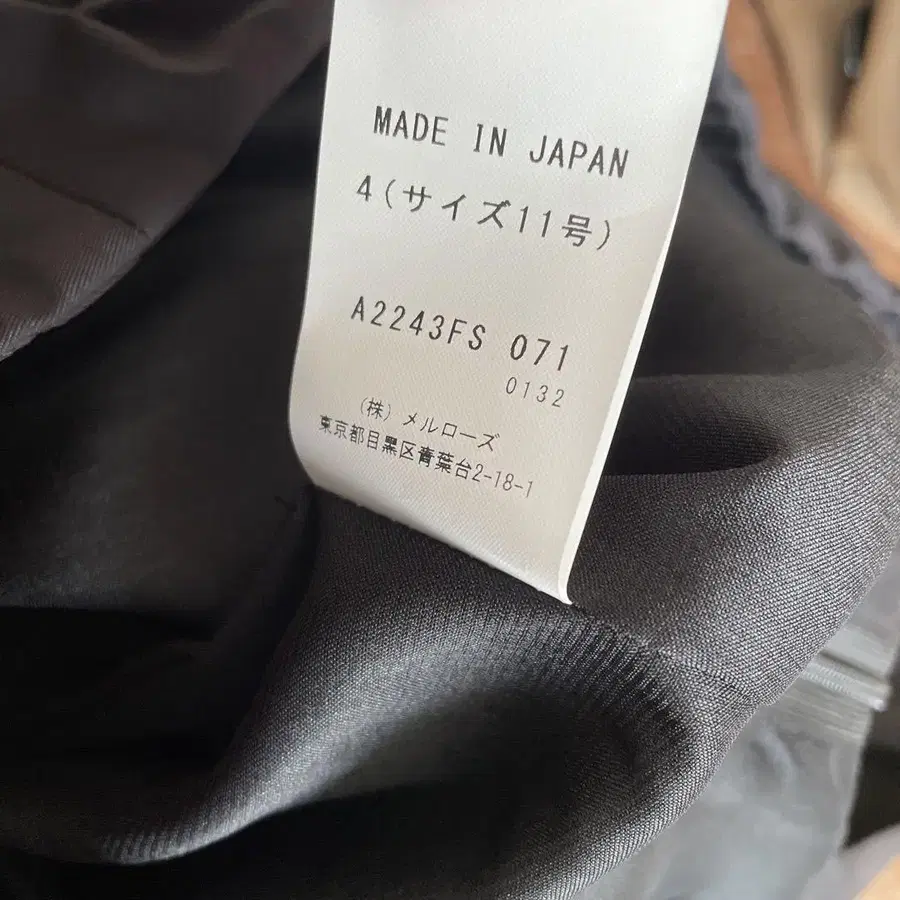 MADE IN JAPAN
4(サイズ11号)
A2243FS 071
0132
(株)メルローズ
東京都目黒区青葉台2-18-1